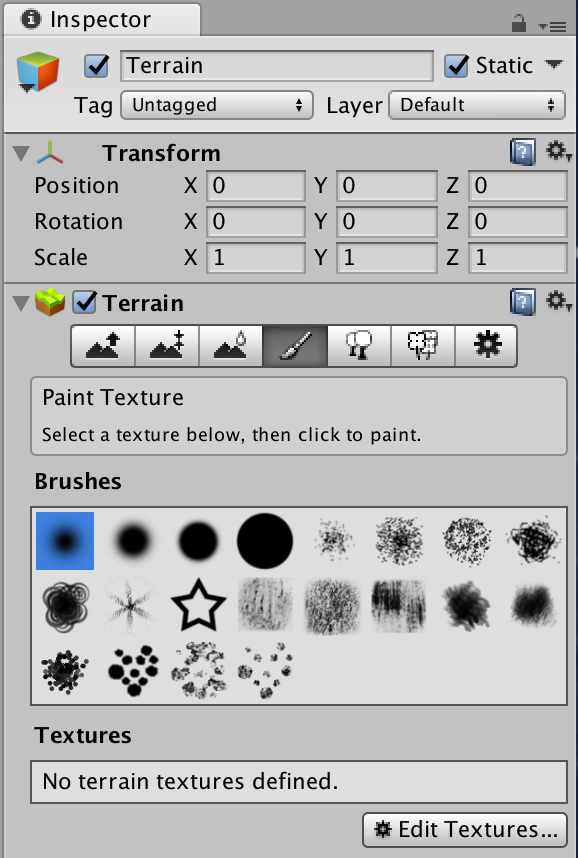 Inspector
Terrain
Static
Tag Untagged Layer Default
Transform
Position X 0 Y 0 Z 0
Rotation X 0 Y 0 Z 0
Scale X 1 Y 1 Z 1
Terrain
Paint Texture
Select a texture below, then click to paint.
Brushes
Textures
No terrain textures defined.
Edit Textures...